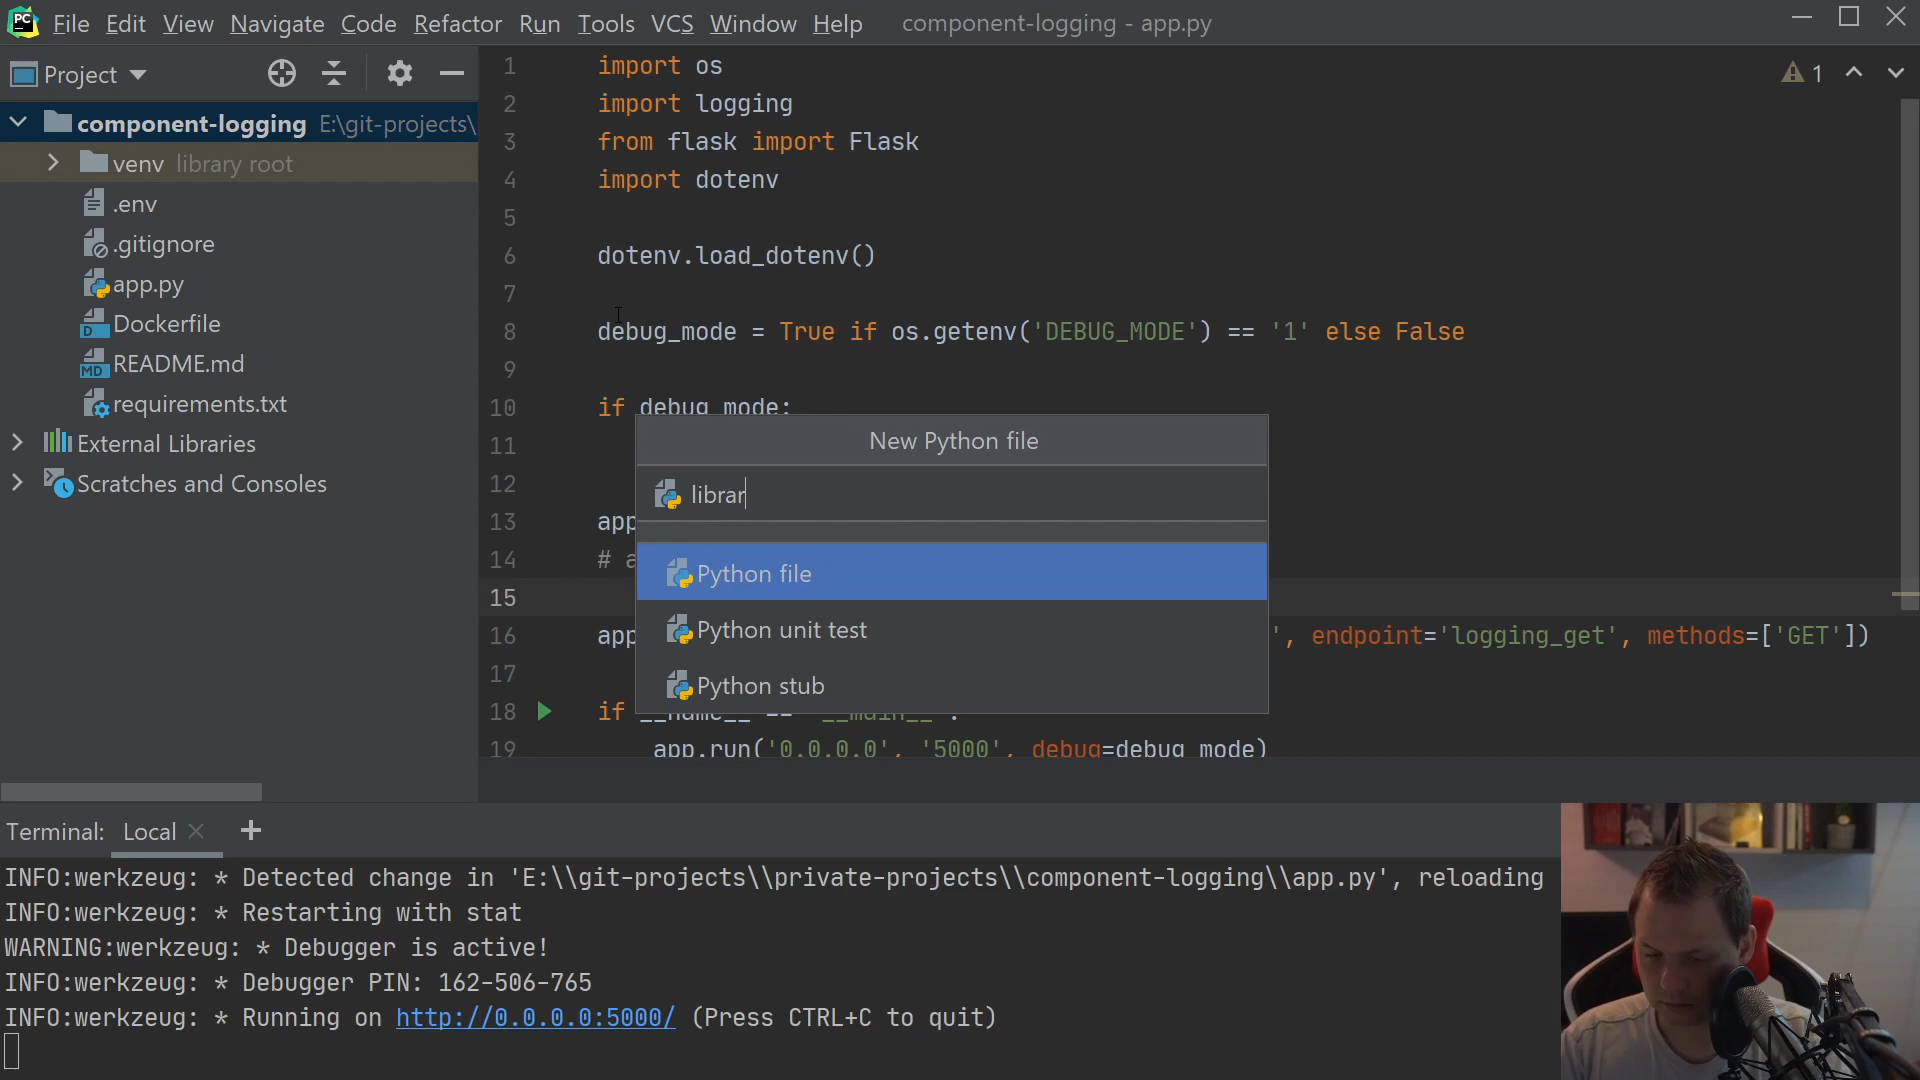 PC File Edit View Navigate Code Refactor Run Tools VCS Window Help component-logging - app.py
Project
component-logging E:\git-projects\
venv library root
.env
.gitignore
app.py
Dockerfile
README.md
requirements.txt
External Libraries
Scratches and Consoles
1 import os
2 import logging
3 from flask import Flask
4 import dotenv
5
6 dotenv.load_dotenv()
7
8 debug_mode = True if os.getenv('DEBUG_MODE') == '1' else False
9
10 if debug_mode:
11
12
13 app
14 # a
15
16 app ', endpoint='logging_get', methods=['GET'])
17
18 if __name__ == '__main__':
19 app.run('0.0.0.0', '5000', debug=debug_mode)
1
New Python file
librar
Python file
Python unit test
Python stub
Terminal: Local
INFO:werkzeug: * Detected change in 'E:\\git-projects\\private-projects\\component-logging\\app.py', reloading
INFO:werkzeug: * Restarting with stat
WARNING:werkzeug: * Debugger is active!
INFO:werkzeug: * Debugger PIN: 162-506-765
INFO:werkzeug: * Running on http://0.0.0.0:5000/ (Press CTRL+C to quit)